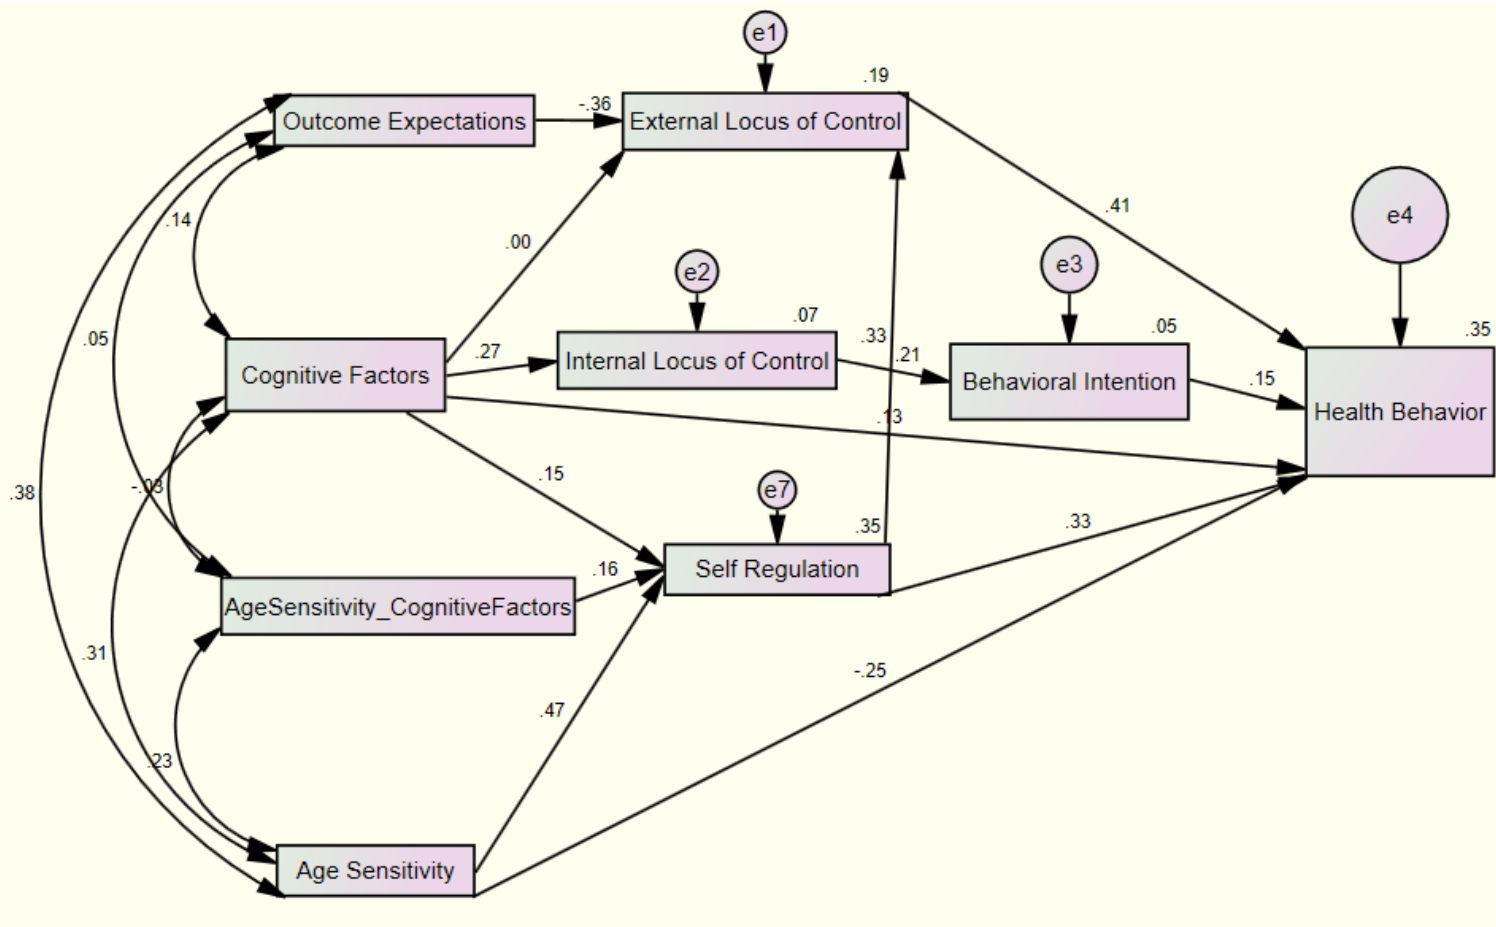 e1
.19
Outcome Expectations
-.36
External Locus of Control
.14
.41
e4
.00
e2
e3
.07
.05
.35
.05
.33
.27
.21
Internal Locus of Control
Cognitive Factors
Behavioral Intention
.15
Health Behavior
.13
.38
-.03
.15
e7
.35
.33
.16
Self Regulation
AgeSensitivity_CognitiveFactors
.31
-.25
.47
.23
Age Sensitivity